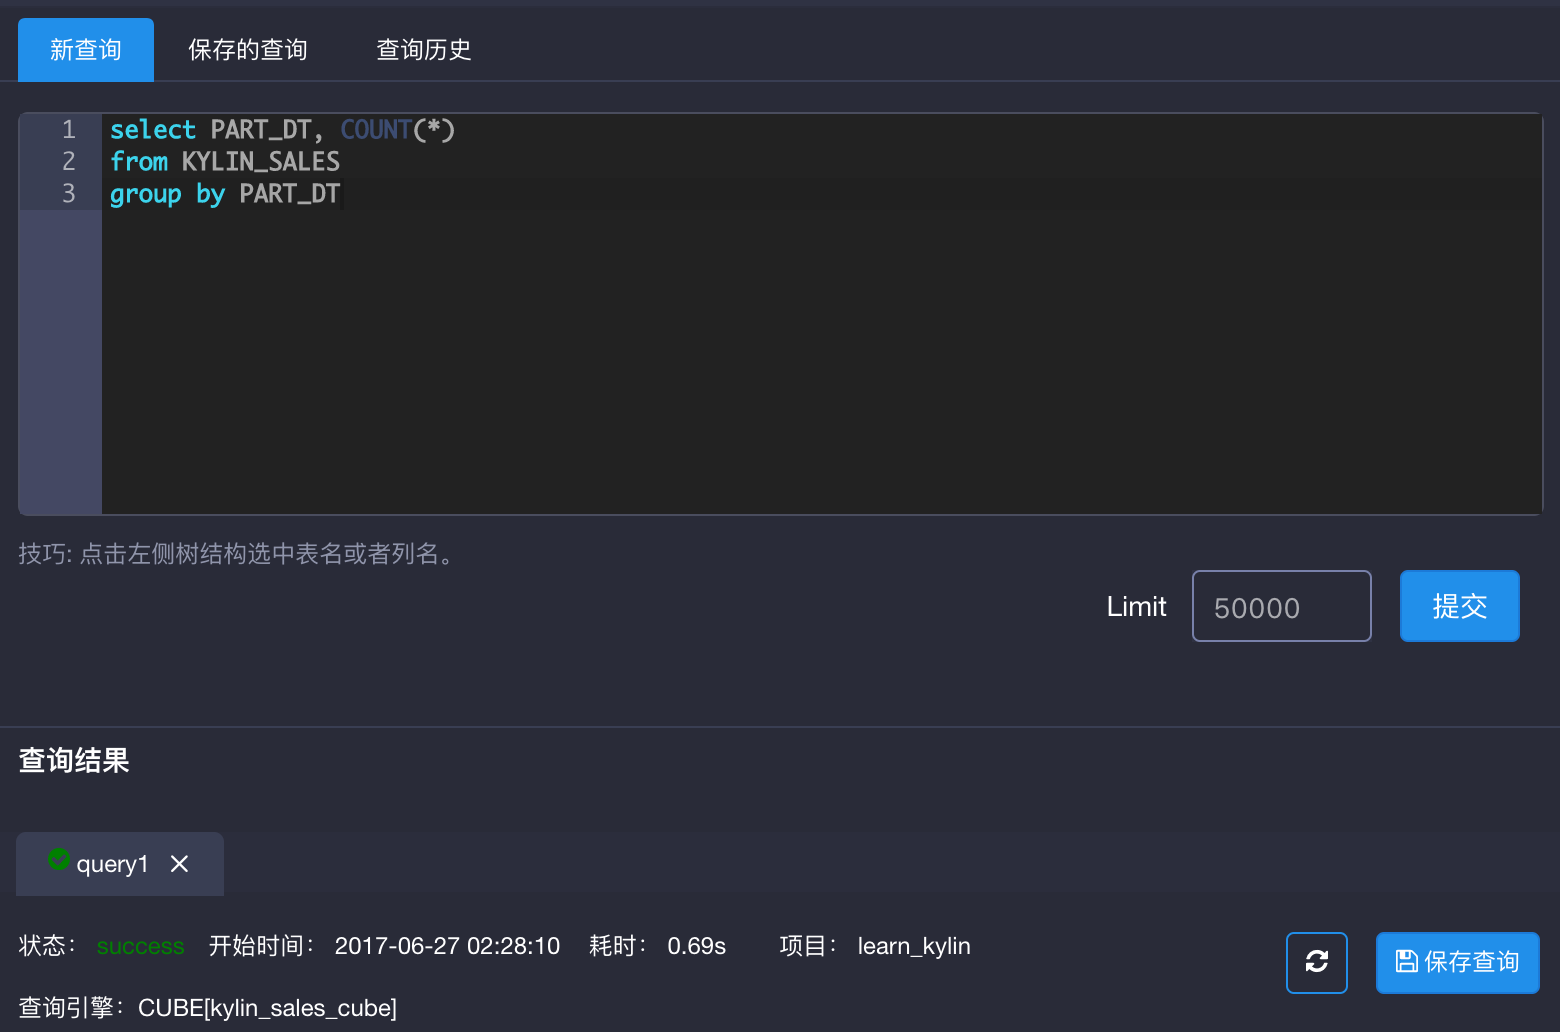 新查询 保存的查询 查询历史
1 select PART_DT, COUNT(*)
2 from KYLIN_SALES
3 group by PART_DT
技巧: 点击左侧树结构选中表名或者列名。
Limit 50000 提交
查询结果
query1
状态： success 开始时间： 2017-06-27 02:28:10 耗时： 0.69s 项目： learn_kylin
保存查询
查询引擎：CUBE[kylin_sales_cube]